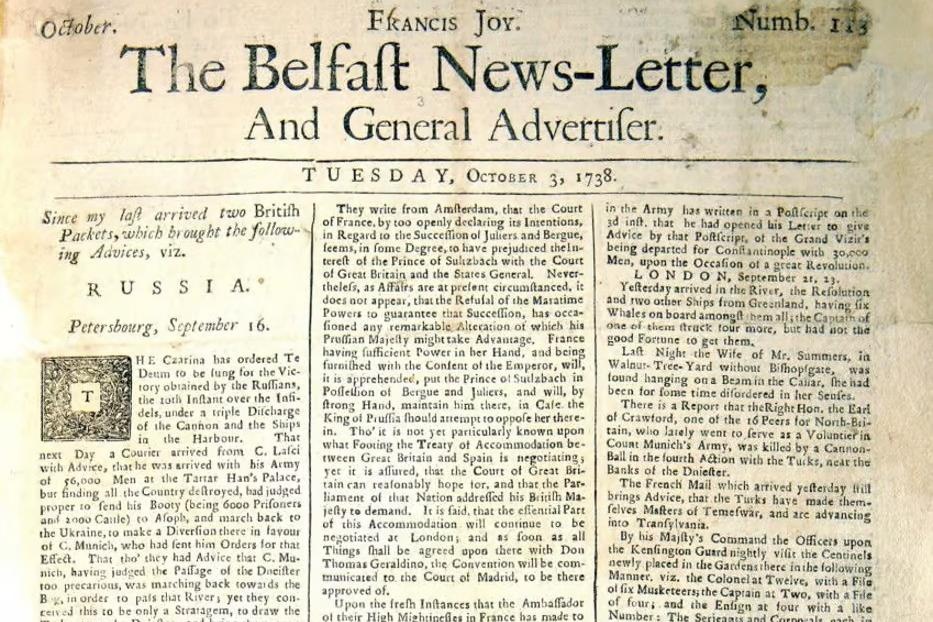 October.
FRANCIS JOY.
Numb. 113
The Belfaſt News-Letter,
And General Advertiſer.
TUESDAY, OCTOBER 3, 1738.
Since my laſt arrived two Britiſh
Packets, which brought the follow-
ing Advices, viz.
RUSSIA.
Petersbourg, September 16.
THE Czarina has ordered Te
Deum to be ſung for the Vic-
tory obtained by the Ruſſians,
the 10th Inſtant over the Infi-
dels, under a triple Diſcharge
of the Cannon and the Ships
in the Harbour. That
next Day a Courier arrived from C. Laſci
with Advice, that he was arrived with his Army
of 56,000 Men at the Tartar Han's Palace,
but finding all the Country deſtroyed, had judged
proper to ſend his Booty (being 6000 Priſoners
and 2000 Cattle) to Aſoph, and march back to
the Ukraine, to make a Diverſion there in favour
of C. Munich, who had ſent him Orders for that
Effect. That tho' they had Advice that C. Mu-
nich, having judged the Paſſage of the Dnieſter
too precarious, was marching back towards the
in order to paſs that River; yet they con-
ceived this to be only a Stratagem, to draw the
They write from Amſterdam, that the Court
of France, by too openly declaring its Intentions,
in Regard to the Succeſſion of Juliers and Bergue,
ſeems, in ſome Degree, to have prejudiced the In-
tereſt of the Prince of Sultzbach with the Court
of Great Britain and the States General. Never-
theleſs, as Affairs are at preſent circumſtanced, it
does not appear, that the Refuſal of the Maratime
Powers to guarantee that Succeſſion, has occa-
ſioned any remarkable Alteration of which his
Pruſſian Majeſty might take Advantage. France
having ſufficient Power in her Hand, and being
furniſhed with the Conſent of the Emperor, will,
it is apprehended, put the Prince of Sultzbach in
Poſſeſſion of Bergue and Juliers, and will, by
ſtrong Hand, maintain him there, in Caſe the
King of Pruſſia ſhould attempt to oppoſe her there-
in. Tho' it is not yet particularly known upon
what Footing the Treaty of Accommodation be-
tween Great Britain and Spain is negotiating;
yet it is aſſured, that the Court of Great Bri-
tain can reaſonably hope for, and that the Par-
liament of that Nation addreſſed his Britiſh Ma-
jeſty to demand. It is ſaid, that the eſſential Part
of this Accommodation will continue to be
negotiated at London; and as ſoon as all
Things ſhall be agreed upon there with Don
Thomas Geraldino, the Convention will be com-
municated to the Court of Madrid, to be there
approved of.
Upon the freſh Inſtances that the Ambaſſador
of their High Mightineſſes in France has made to
in the Army has written in a Poſtſcript on the
3d inſt. that he had opened his Letter to give
Advice by that Poſtſcript, of the Grand Vizir's
being departed for Conſtantinople with 30,000
Men, upon the Occaſion of a great Revolution.
LONDON, September 21, 23.
Yeſterday arrived in the River, the Reſolution
and two other Ships from Greenland, having ſix
Whales on board amongſt them all; the Captain of
one of them ſtruck four more, but had not the
good Fortune to get them.
Laſt Night the Wife of Mr. Summers, in
Walnut-Tree-Yard without Biſhopſgate, was
found hanging on a Beam in the Cellar, ſhe had
been for ſome time diſordered in her Senſes.
There is a Report that the Right Hon. the Earl
of Crawford, one of the 16 Peers for North-Bri-
tain, who lately went to ſerve as a Voluntier in
Count Munich's Army, was killed by a Cannon-
Ball in the fourth Action with the Turks, near the
Banks of the Dnieſter.
The French Mail which arrived yeſterday ſtill
brings Advice, that the Turks have made them-
ſelves Maſters of Temeſwar, and are advancing
into Tranſylvania.
By his Majeſty's Command the Officers upon
the Kenſington Guard nightly viſit the Centinels
newly placed in the Gardens there in the following
Manner. viz. the Colonel at Twelve, with a File
of ſix Muſketeers; the Captain at Two, with a File
of four; and the Enſign at four with a like
Number: The Serjeants and Corporals, each in